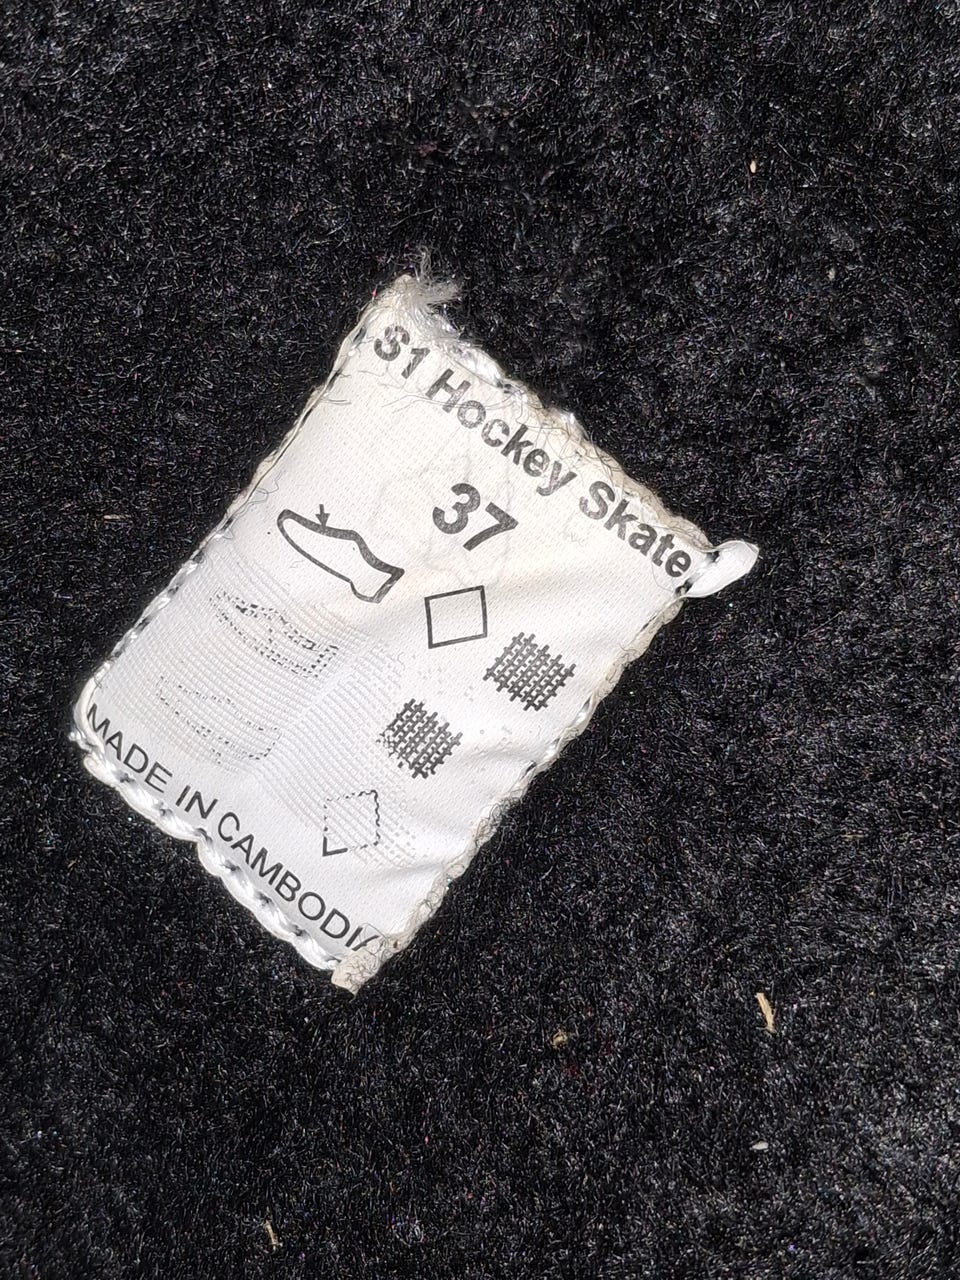 S1 Hockey Skate
37
MADE IN CAMBODIA